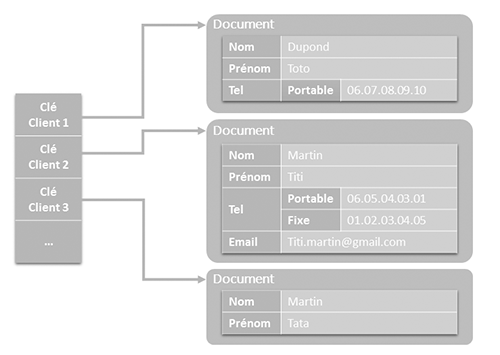 Clé
Client 1
Clé
Client 2
Clé
Client 3
...
Document
Nom Dupond
Prénom Toto
Tel Portable 06.07.08.09.10
Document
Nom Martin
Prénom Titi
Tel Portable 06.05.04.03.01
Fixe 01.02.03.04.05
Email Titi.martin@gmail.com
Document
Nom Martin
Prénom Tata